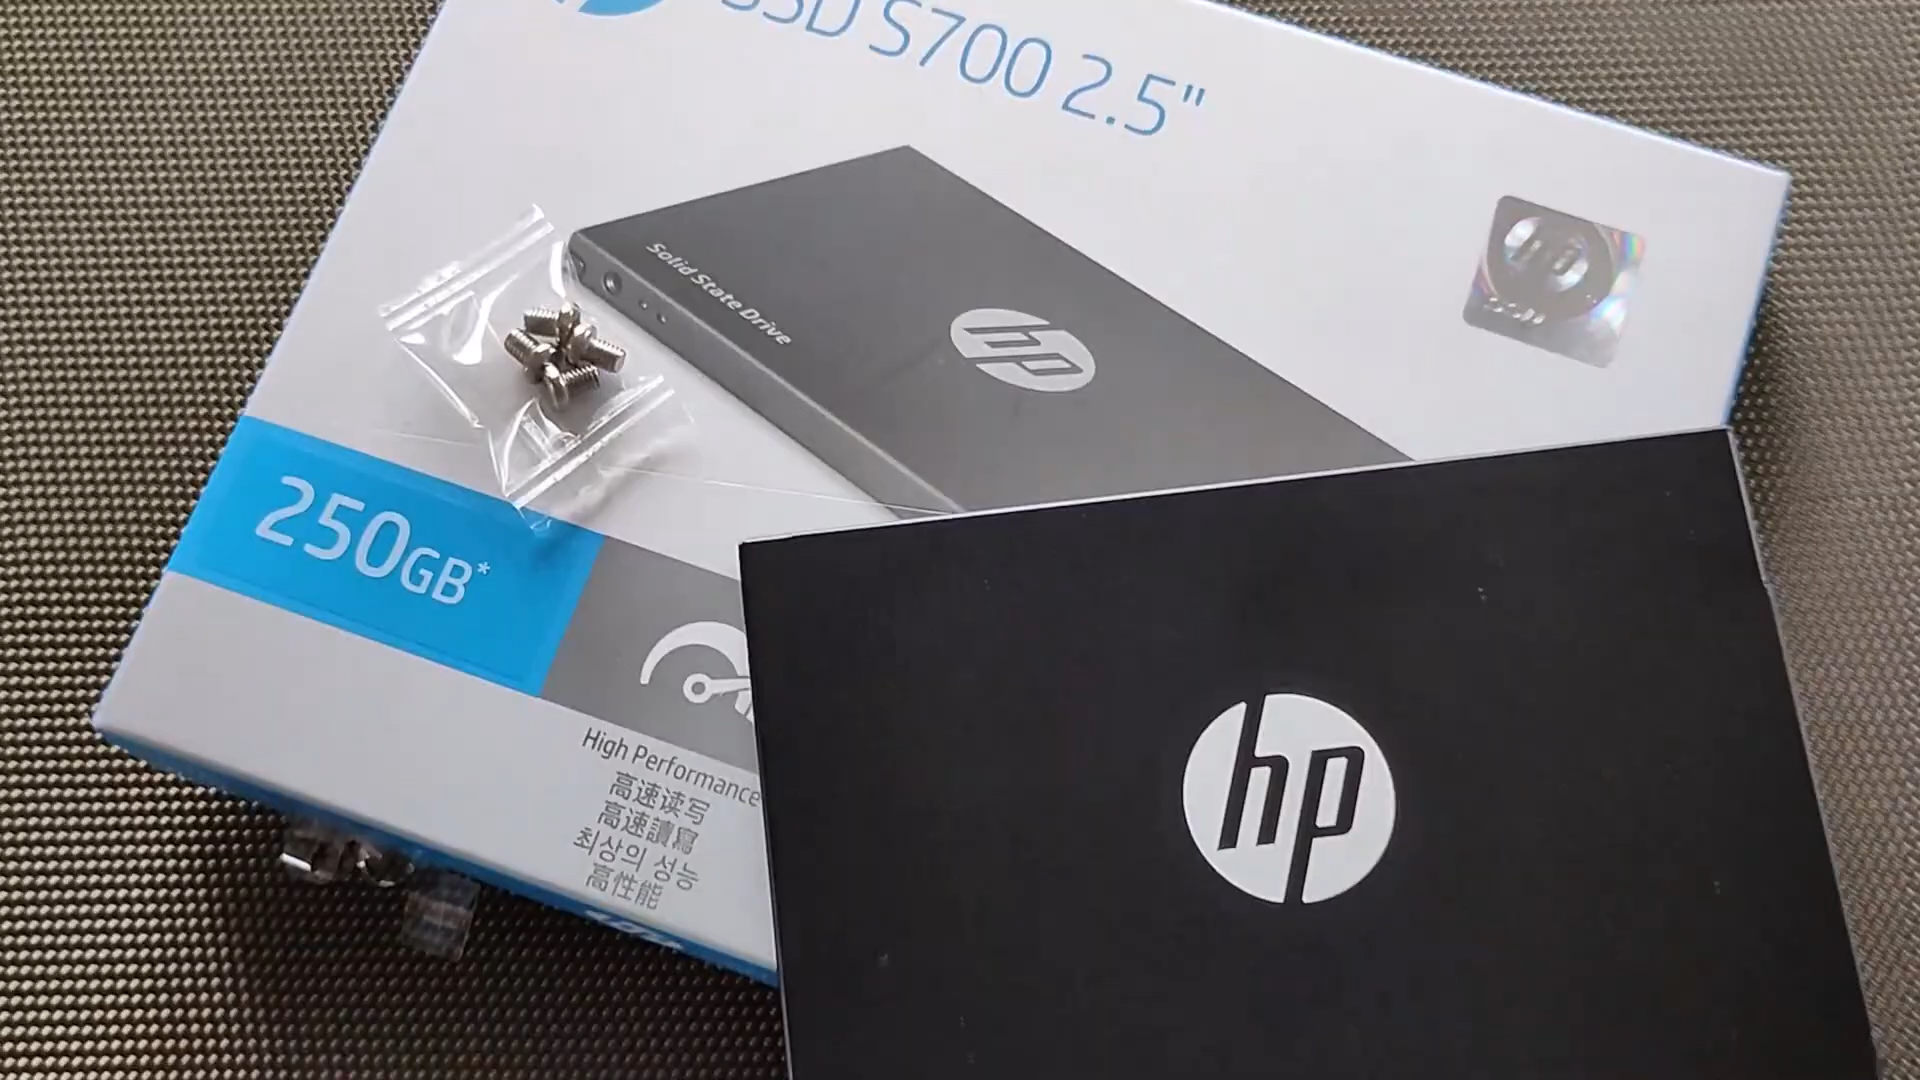 SSD S700 2.5"
Solid State Drive
hp
250GB*
High Performance
高速读写
高速讀寫
최상의 성능
高性能
hp